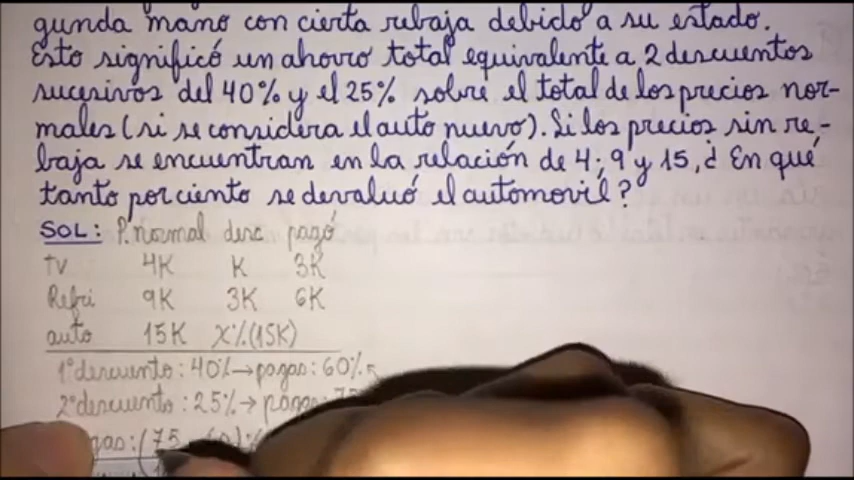 gunda mano con cierta rebaja debido a su estado.
Esto significó un ahorro total equivalente a 2 descuentos
sucesivos del 40% y el 25% sobre el total de los precios nor-
males (si se considera el auto nuevo). Si los precios sin re-
baja se encuentran en la relación de 4; 9 y 15, ¿ En qué
tanto por ciento se devaluó el automovil?
SOL: P. normal desc pagó
tv 4K K 3K
Refri 9K 3K 6K
auto 15K X%(15K)
1° descuento: 40% → pagas: 60%
2° descuento: 25% → pagas: 75
gas: (75